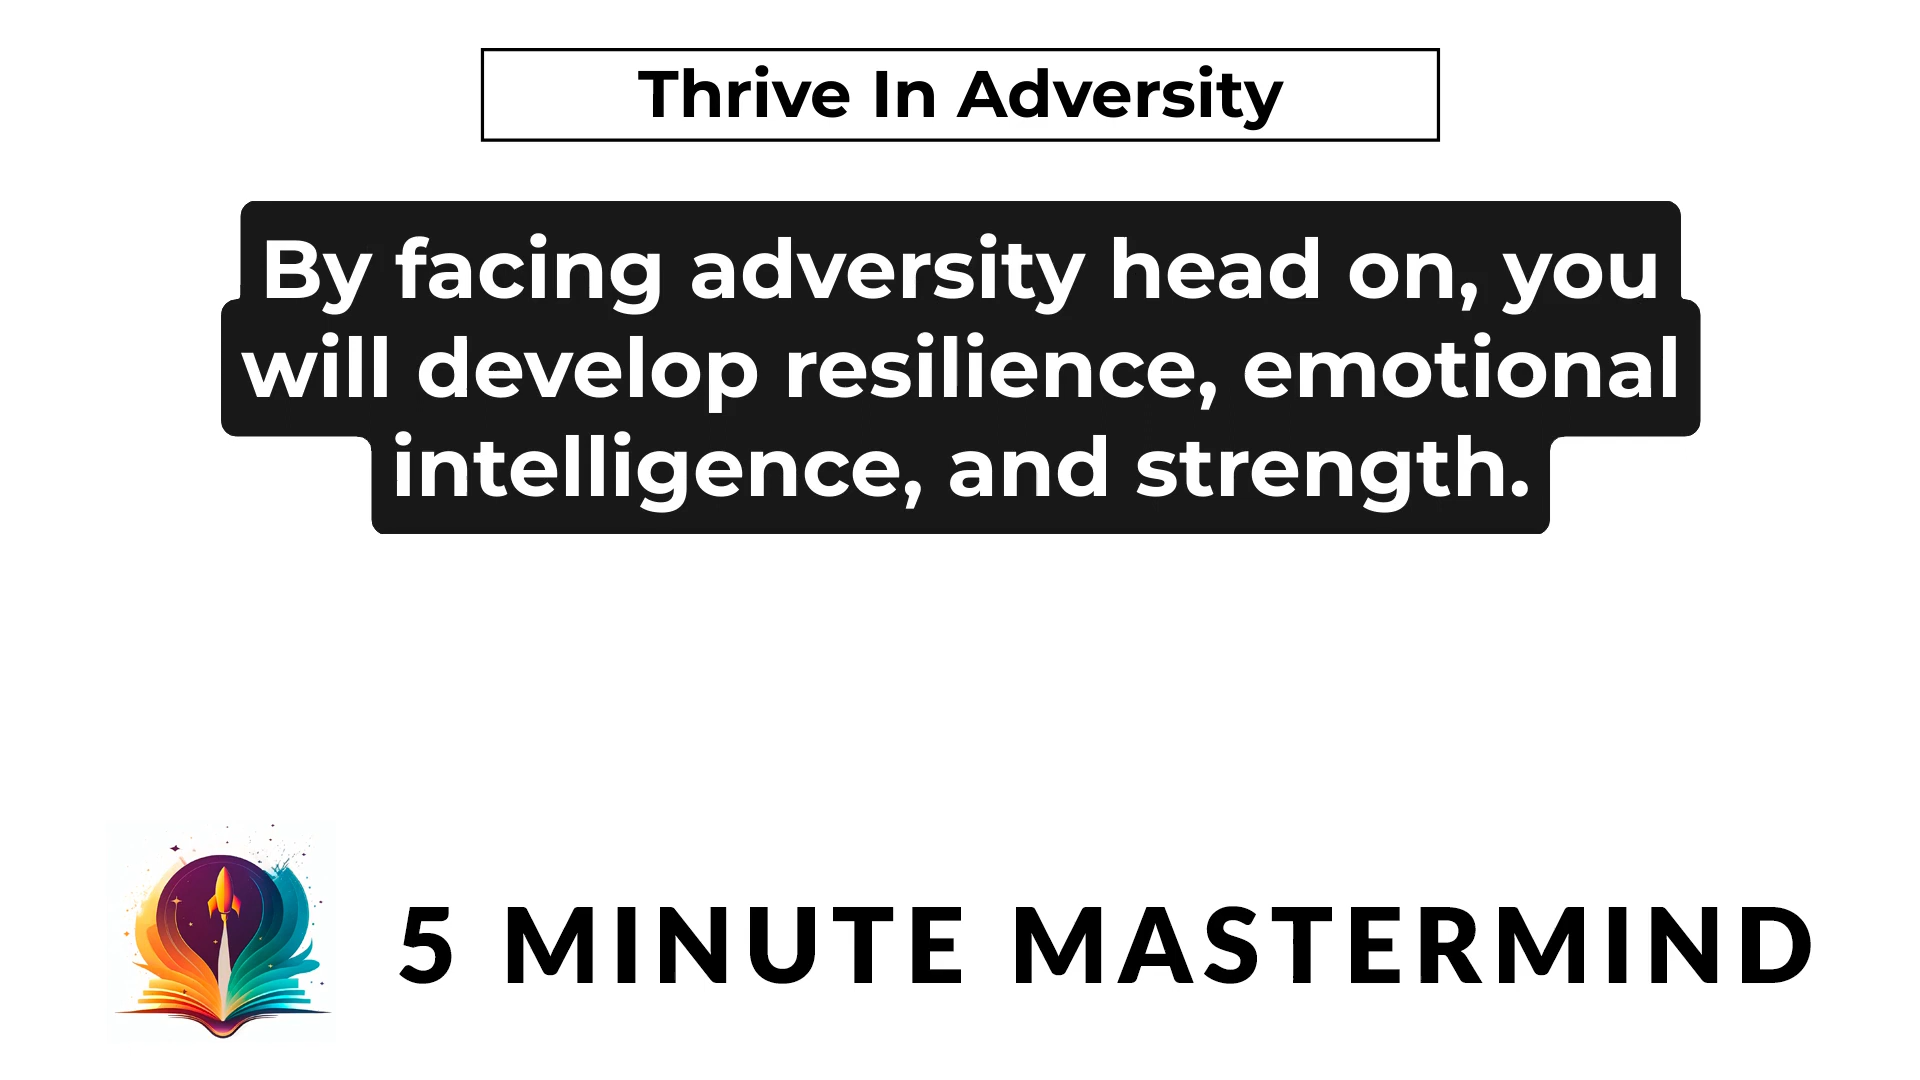 Thrive In Adversity
By facing adversity head on, you
will develop resilience, emotional
intelligence, and strength.
5 MINUTE MASTERMIND